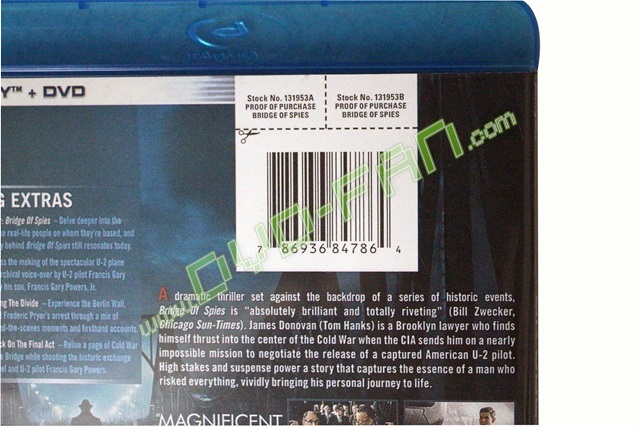 Y™ + DVD
Stock No. 131953A
PROOF OF PURCHASE
BRIDGE OF SPIES
Stock No. 131953B
PROOF OF PURCHASE
BRIDGE OF SPIES
7 86936 84786 4
G EXTRAS
: Bridge Of Spies – Delve deeper into the
e real-life people on whom they're based, and
y behind Bridge Of Spies still resonates today.
ss the making of the spectacular U-2 plane
archival voice-over by U-2 pilot Francis Gary
y his son, Francis Gary Powers, Jr.
ing The Divide – Experience the Berlin Wall,
Frederic Pryer's arrest through a mix of
d-the-scenes moments and firsthand accounts.
ck On The Final Act – Relive a page of Cold War
e Bridge while shooting the historic exchange
el and U-2 pilot Francis Gary Powers.
A dramatic thriller set against the backdrop of a series of historic events,
Bridge Of Spies is "absolutely brilliant and totally riveting" (Bill Zwecker,
Chicago Sun-Times). James Donovan (Tom Hanks) is a Brooklyn lawyer who finds
himself thrust into the center of the Cold War when the CIA sends him on a nearly
impossible mission to negotiate the release of a captured American U-2 pilot.
High stakes and suspense power a story that captures the essence of a man who
risked everything, vividly bringing his personal journey to life.
"MAGNIFICENT
www.DVD-FAN.com